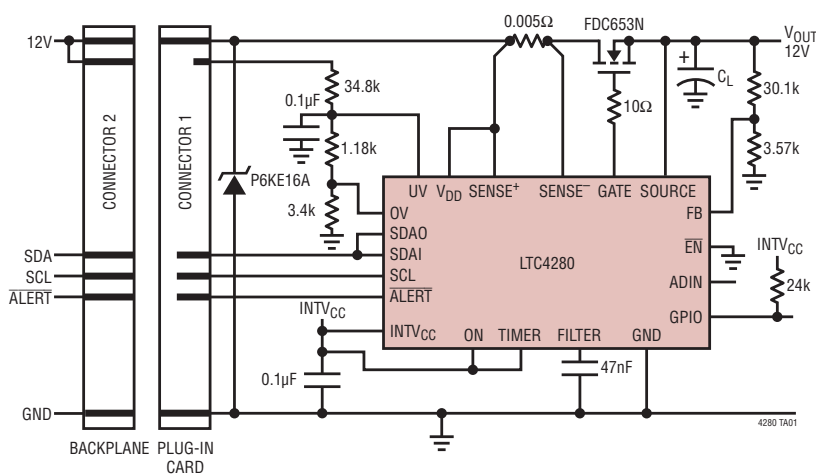 0.005Ω
FDC653N
12V
VOUT
12V
CONNECTOR 2
CONNECTOR 1
34.8k
0.1µF
1.18k
3.4k
P6KE16A
10Ω
+
CL
30.1k
3.57k
UV
VDD
SENSE+
SENSE–
GATE
SOURCE
OV
SDAO
SDAI
SCL
ALERT
INTVCC
LTC4280
FB
EN
ADIN
GPIO
ON
TIMER
FILTER
GND
SDA
SCL
ALERT
GND
INTVCC
24k
INTVCC
0.1µF
47nF
4280 TA01
BACKPLANE
PLUG-IN
CARD